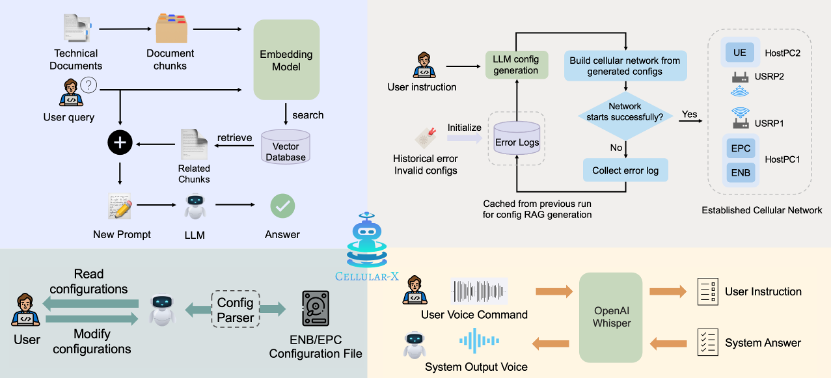 Technical
Documents
Document
chunks
Embedding
Model
User query
?
search
retrieve
Vector
Database
Related
Chunks
New Prompt
LLM
Answer
User instruction
LLM config
generation
Build cellular network from
generated configs
Network
starts successfully?
Yes
No
Initialize
Error Logs
Historical error
Invalid configs
Collect error log
Cached from previous run
for config RAG generation
UE
HostPC2
USRP2
USRP1
EPC
HostPC1
ENB
Established Cellular Network
CELLULAR-X
Read
configurations
User
Modify
configurations
Config
Parser
ENB/EPC
Configuration File
User Voice Command
OpenAI
Whisper
User Instruction
System Output Voice
System Answer